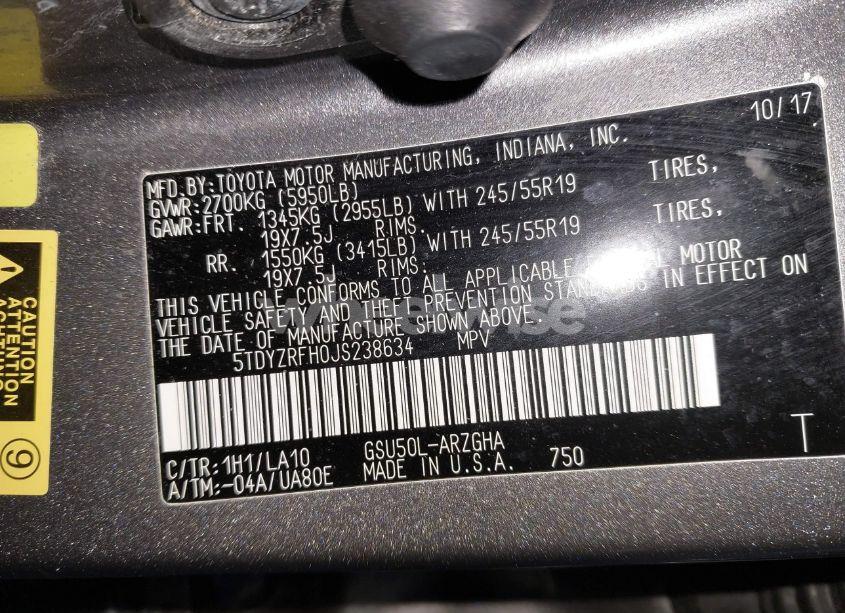 10/17
MFD.BY:TOYOTA MOTOR MANUFACTURING, INDIANA, INC.
GVWR:2700KG (5950LB)
GAWR:FRT. 1345KG (2955LB) WITH 245/55R19 TIRES,
19X7.5J RIMS.
RR. 1550KG (3415LB) WITH 245/55R19 TIRES,
19X7.5J RIMS:
THIS VEHICLE CONFORMS TO ALL APPLICABLE MOTOR
VEHICLE SAFETY AND THEFT PREVENTION IN EFFECT ON
THE DATE OF MANUFACTURE SHOWN ABOVE.
5TDYZRFH0JS238634 MPV
C/TR:1H1/LA10 GSU50L-ARZGHA
A/TM:-04A/UA80E MADE IN U.S.A. 750
T
CAUTION
ATTENTION
9